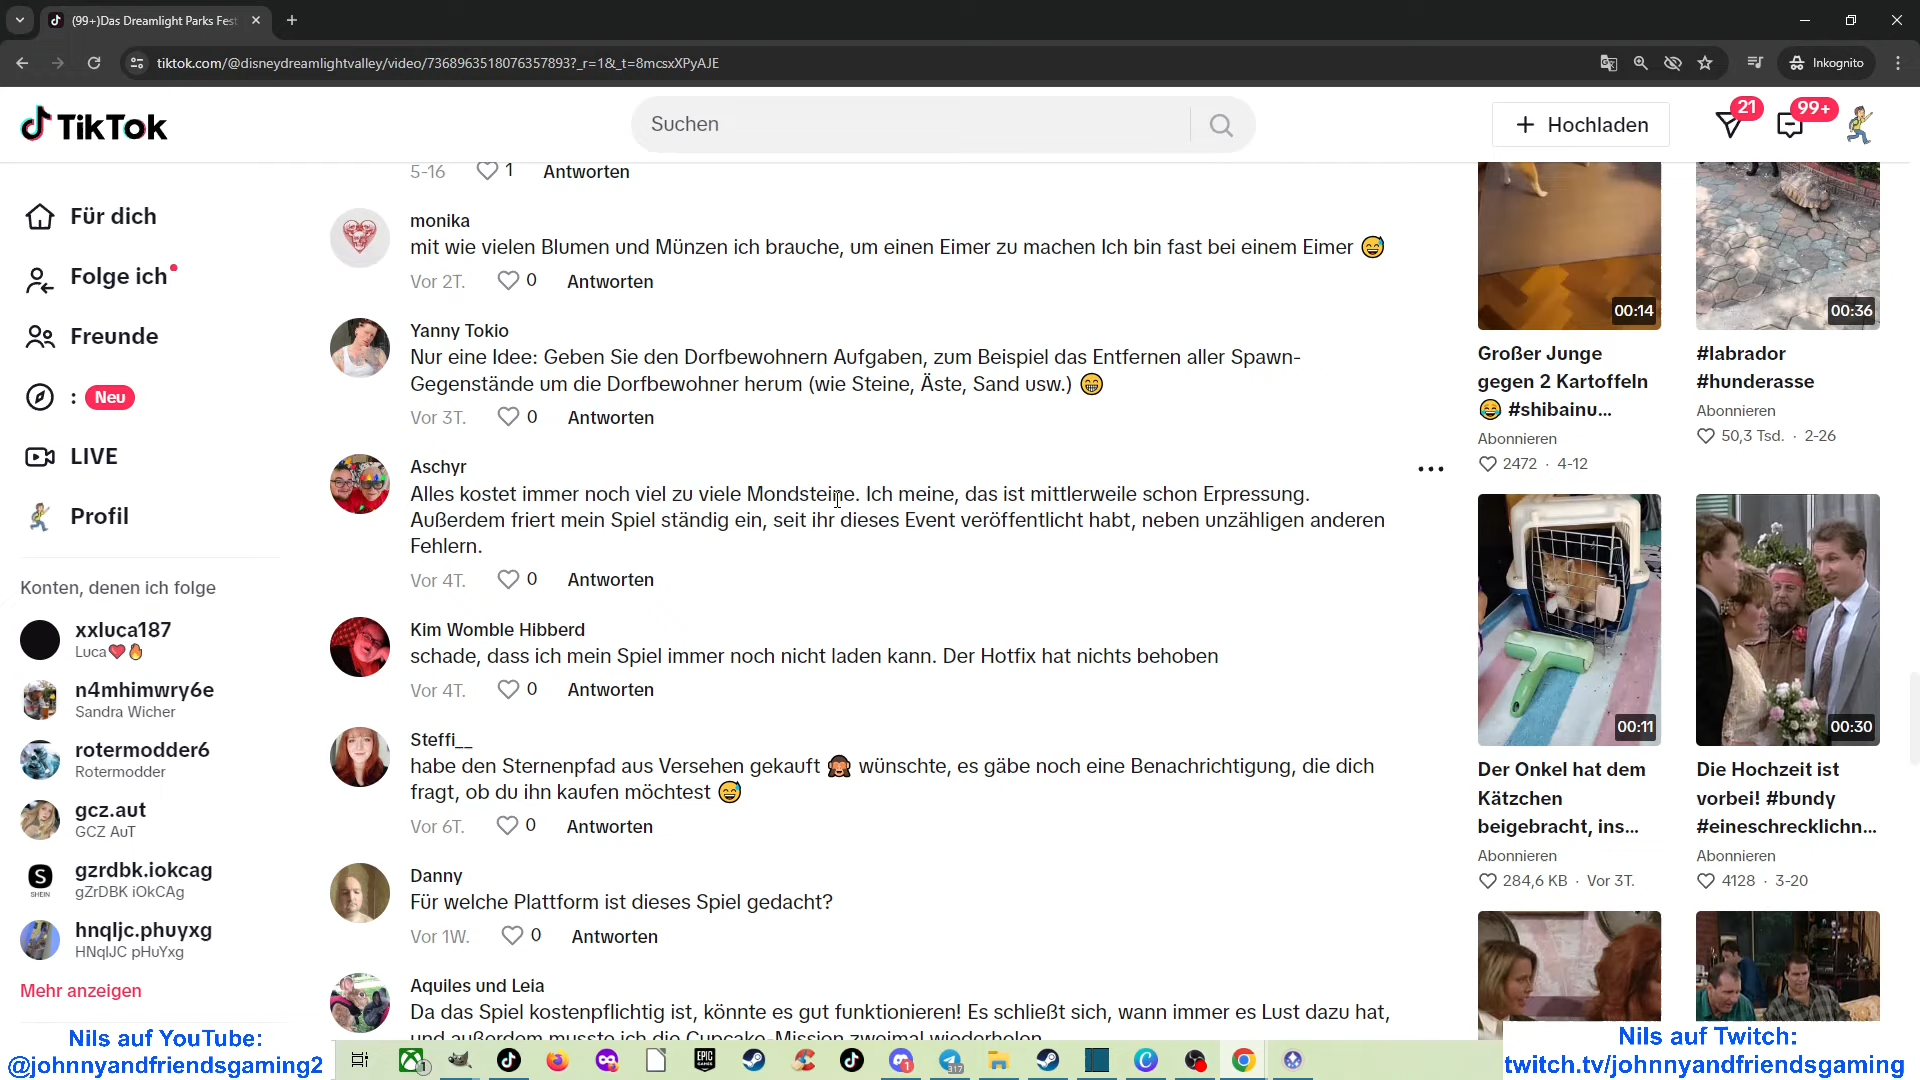 (99+)Das Dreamlight Parks Fest
tiktok.com/@disneydreamlightvalley/video/7368963518076357893?_r=1&_t=8mcsxXPyAJE
Inkognito
TikTok
Suchen
Hochladen
21
99+
Für dich
Folge ich
Freunde
: Neu
LIVE
Profil
Konten, denen ich folge
xxluca187
Luca❤️🔥
n4mhimwry6e
Sandra Wicher
rotermodder6
Rotermodder
gcz.aut
GCZ AuT
SHEIN
gzrdbk.iokcag
gZrDBK iOkCAg
hnqljc.phuyxg
HNqlJC pHuYxg
Mehr anzeigen
5-16 1 Antworten
monika
mit wie vielen Blumen und Münzen ich brauche, um einen Eimer zu machen Ich bin fast bei einem Eimer 😅
Vor 2T. 0 Antworten
Yanny Tokio
Nur eine Idee: Geben Sie den Dorfbewohnern Aufgaben, zum Beispiel das Entfernen aller Spawn-
Gegenstände um die Dorfbewohner herum (wie Steine, Äste, Sand usw.) 😁
Vor 3T. 0 Antworten
Aschyr
Alles kostet immer noch viel zu viele Mondsteine. Ich meine, das ist mittlerweile schon Erpressung.
Außerdem friert mein Spiel ständig ein, seit ihr dieses Event veröffentlicht habt, neben unzähligen anderen
Fehlern.
Vor 4T. 0 Antworten
Kim Womble Hibberd
schade, dass ich mein Spiel immer noch nicht laden kann. Der Hotfix hat nichts behoben
Vor 4T. 0 Antworten
Steffi__
habe den Sternenpfad aus Versehen gekauft 🙈 wünschte, es gäbe noch eine Benachrichtigung, die dich
fragt, ob du ihn kaufen möchtest 😅
Vor 6T. 0 Antworten
Danny
Für welche Plattform ist dieses Spiel gedacht?
Vor 1W. 0 Antworten
Aquiles und Leia
Da das Spiel kostenpflichtig ist, könnte es gut funktionieren! Es schließt sich, wann immer es Lust dazu hat,
und außerdem musste ich die Cupcake-Mission zweimal wiederholen
00:14
Großer Junge
gegen 2 Kartoffeln
😂 #shibainu...
Abonnieren
2472 · 4-12
00:36
#labrador
#hunderasse
Abonnieren
50,3 Tsd. · 2-26
00:11
Der Onkel hat dem
Kätzchen
beigebracht, ins...
Abonnieren
284,6 KB · Vor 3T.
00:30
Die Hochzeit ist
vorbei! #bundy
#eineschrecklichn...
Abonnieren
4128 · 3-20
Nils auf YouTube:
@johnnyandfriendsgaming2
EPIC
GAMES
1
1
317
Nils auf Twitch:
twitch.tv/johnnyandfriendsgaming